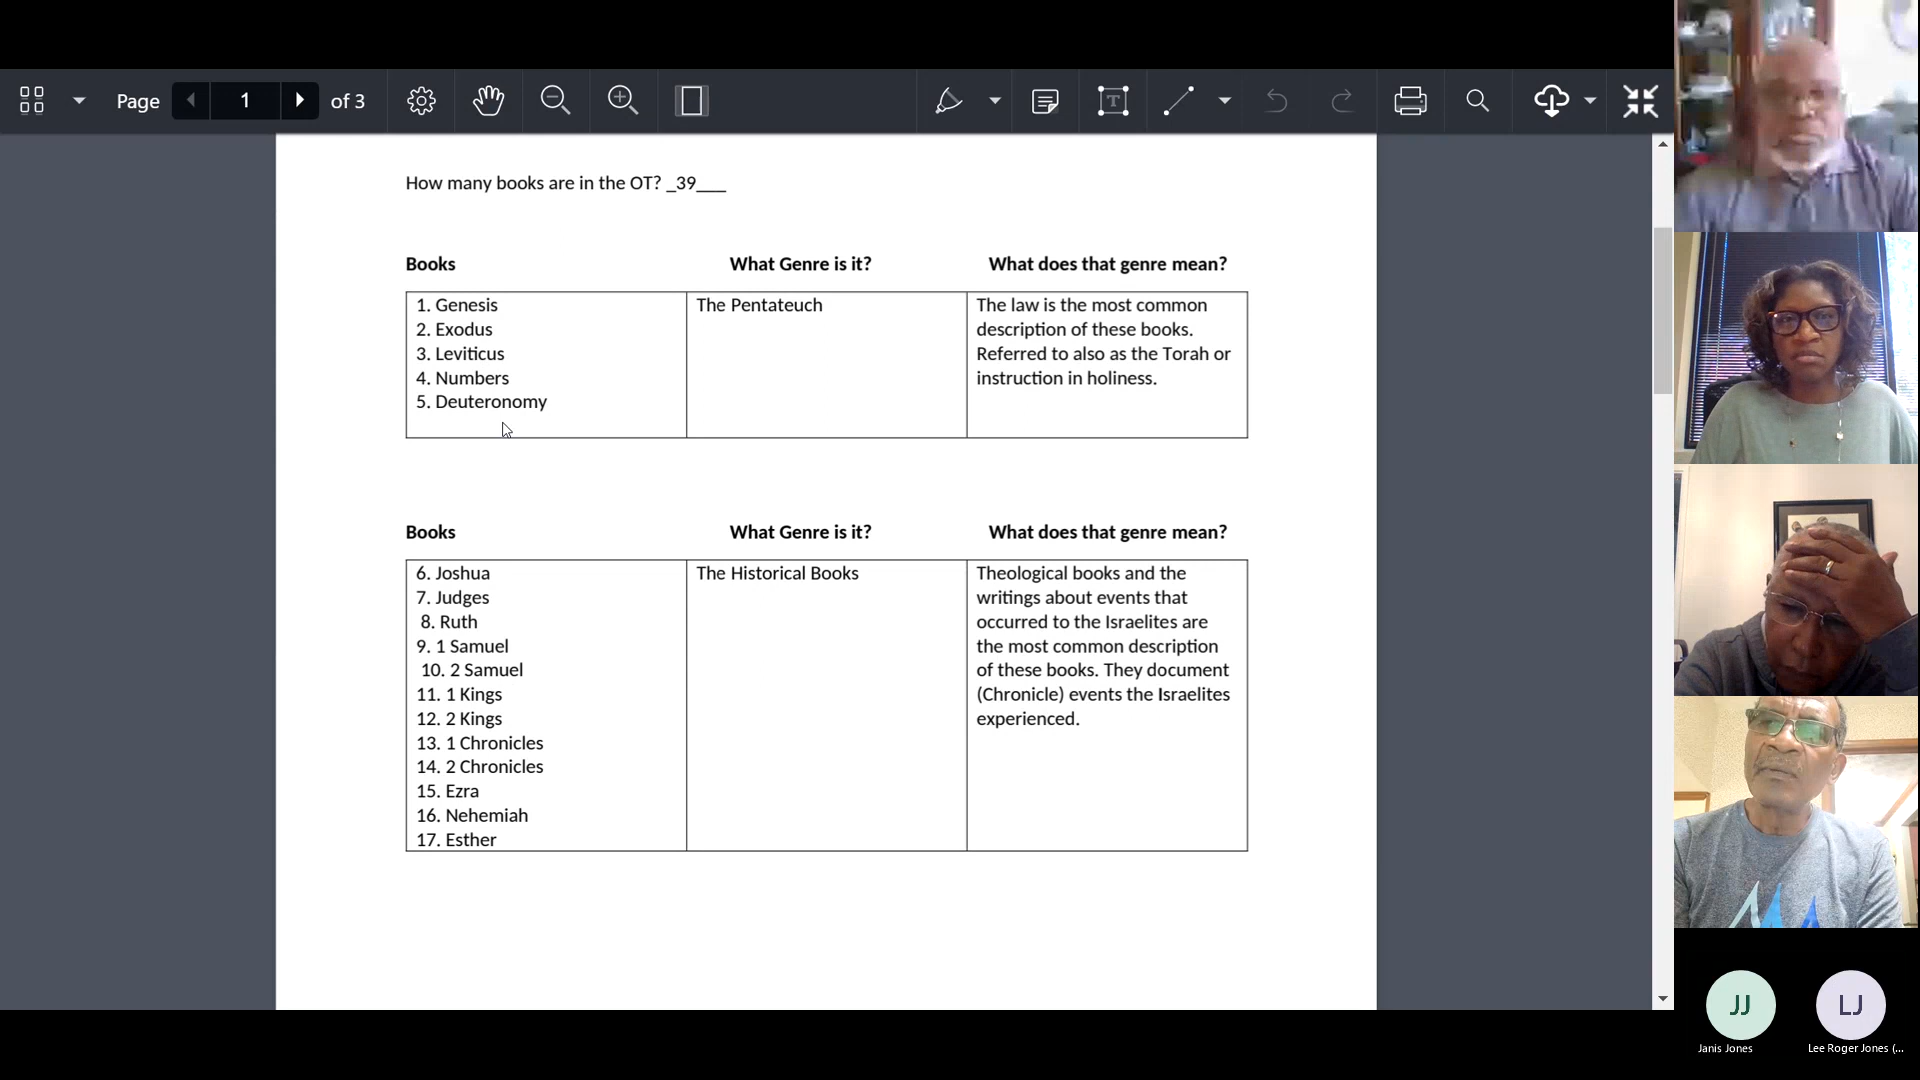 Page 1 of 3
How many books are in the OT? _39___
Books What Genre is it? What does that genre mean?
1. Genesis
2. Exodus
3. Leviticus
4. Numbers
5. Deuteronomy
The Pentateuch
The law is the most common
description of these books.
Referred to also as the Torah or
instruction in holiness.
Books What Genre is it? What does that genre mean?
6. Joshua
7. Judges
8. Ruth
9. 1 Samuel
10. 2 Samuel
11. 1 Kings
12. 2 Kings
13. 1 Chronicles
14. 2 Chronicles
15. Ezra
16. Nehemiah
17. Esther
The Historical Books
Theological books and the
writings about events that
occurred to the Israelites are
the most common description
of these books. They document
(Chronicle) events the Israelites
experienced.
JJ LJ
Janis Jones Lee Roger Jones (...